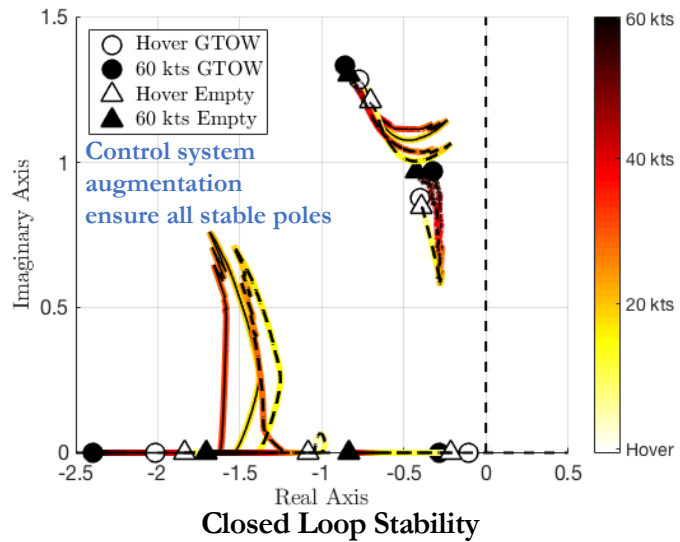 1.5
Hover GTOW
60 kts GTOW
Hover Empty
60 kts Empty
Control system
augmentation
ensure all stable poles
1
0.5
0
Imaginary Axis
-2.5
-2
-1.5
-1
-0.5
0
0.5
Real Axis
60 kts
40 kts
20 kts
Hover
Closed Loop Stability